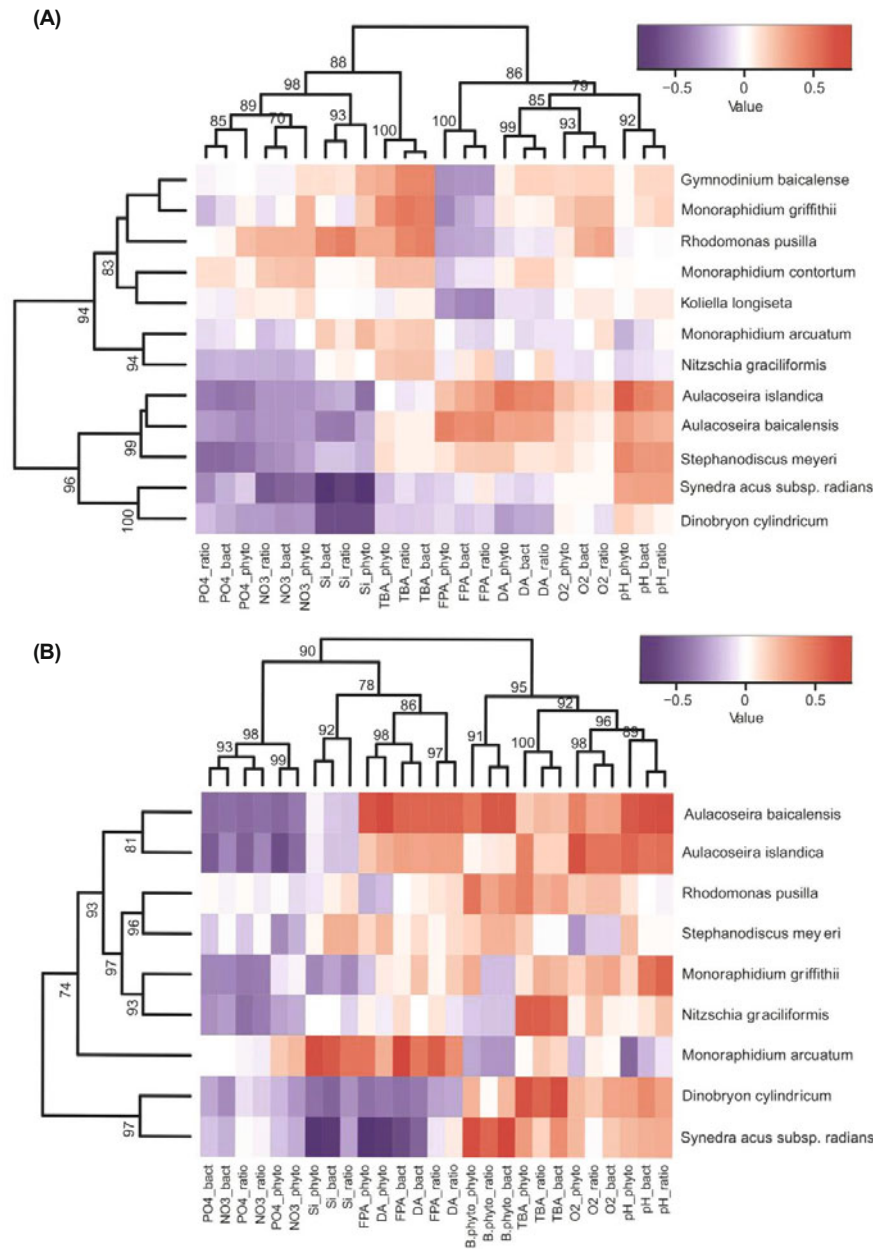 (A)
88
86
98
79
89
85
85
70
93
100
100
99
93
92
−0.5 0 0.5
Value
83
94
94
99
96
100
Gymnodinium baicalense
Monoraphidium griffithii
Rhodomonas pusilla
Monoraphidium contortum
Koliella longiseta
Monoraphidium arcuatum
Nitzschia graciliformis
Aulacoseira islandica
Aulacoseira baicalensis
Stephanodiscus meyeri
Synedra acus subsp. radians
Dinobryon cylindricum
PO4_ratio
PO4_bact
PO4_phyto
NO3_ratio
NO3_bact
NO3_phyto
Si_bact
Si_ratio
Si_phyto
TBA_phyto
TBA_ratio
TBA_bact
FPA_phyto
FPA_bact
FPA_ratio
DA_phyto
DA_bact
DA_ratio
O2_phyto
O2_bact
O2_ratio
pH_phyto
pH_bact
pH_ratio
(B)
90
78
95
98
86
92
93
99
92
98
97
91
100
96
98
89
−0.5 0 0.5
Value
81
93
96
97
74
93
97
Aulacoseira baicalensis
Aulacoseira islandica
Rhodomonas pusilla
Stephanodiscus mey eri
Monoraphidium griffithii
Nitzschia graciliformis
Monoraphidium arcuatum
Dinobryon cylindricum
Synedra acus subsp. radians
PO4_bact
NO3_bact
PO4_ratio
NO3_ratio
PO4_phyto
NO3_phyto
Si_phyto
Si_bact
Si_ratio
FPA_phyto
DA_phyto
FPA_bact
DA_bact
FPA_ratio
DA_ratio
B.phyto_phyto
B.phyto_ratio
B.phyto_bact
TBA_phyto
TBA_ratio
TBA_bact
O2_phyto
O2_ratio
O2_bact
pH_phyto
pH_bact
pH_ratio